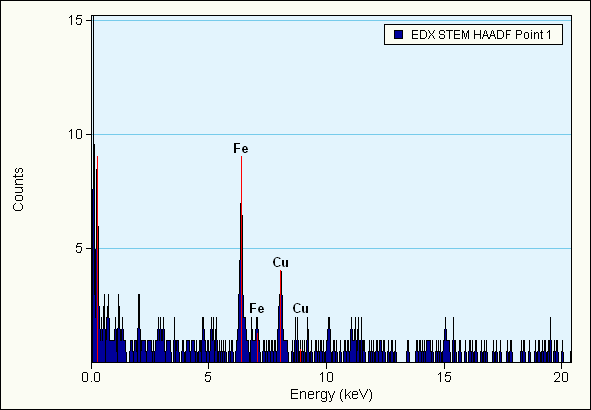 15
EDX STEM HAADF Point 1
10
Fe
Counts
Cu
5
Fe
Cu
0.0
5
10
15
20
Energy (keV)